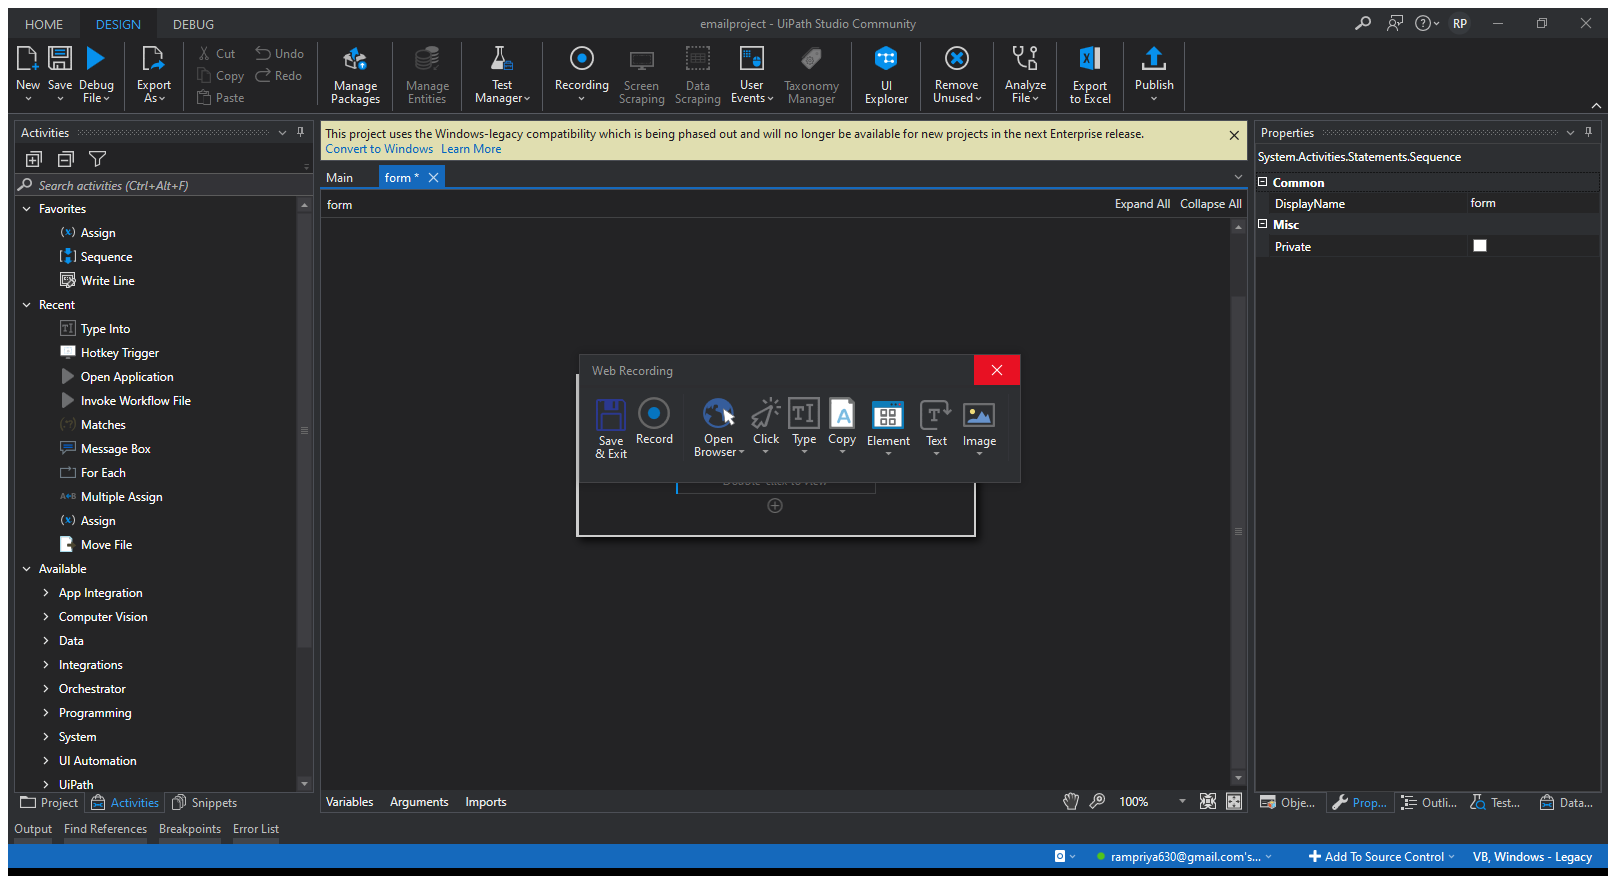 HOME DESIGN DEBUG emailproject - UiPath Studio Community RP
New Save Debug File Export As Cut Copy Paste Undo Redo Manage Packages Manage Entities Test Manager Recording Screen Scraping Data Scraping User Events Taxonomy Manager UI Explorer Remove Unused Analyze File Export to Excel Publish
Activities
Search activities (Ctrl+Alt+F)
Favorites
Assign
Sequence
Write Line
Recent
Type Into
Hotkey Trigger
Open Application
Invoke Workflow File
Matches
Message Box
For Each
Multiple Assign
Assign
Move File
Available
App Integration
Computer Vision
Data
Integrations
Orchestrator
Programming
System
UI Automation
UiPath
Project Activities Snippets
This project uses the Windows-legacy compatibility which is being phased out and will no longer be available for new projects in the next Enterprise release.
Convert to Windows Learn More
Main form *
form Expand All Collapse All
Web Recording
Save & Exit Record Open Browser Click Type Copy Element Text Image
Variables Arguments Imports 100%
Properties
System.Activities.Statements.Sequence
Common
DisplayName form
Misc
Private
Obje... Prop... Outli... Test... Data...
Output Find References Breakpoints Error List
rampriya630@gmail.com's... Add To Source Control VB, Windows - Legacy